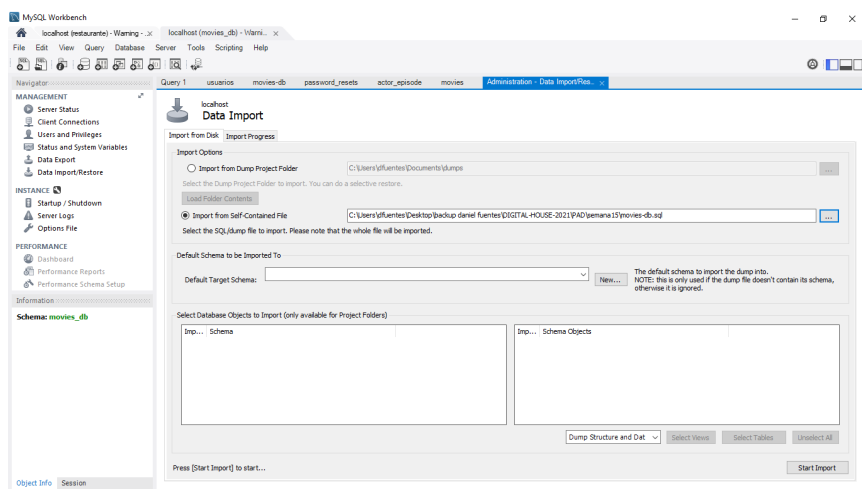 MySQL Workbench
localhost (restaurante) - Warning - ...
localhost (movies_db) - Warni...
File Edit View Query Database Server Tools Scripting Help
Navigator
Query 1 usuarios movies-db password_resets actor_episode movies Administration - Data Import/Res...
MANAGEMENT
Server Status
Client Connections
Users and Privileges
Status and System Variables
Data Export
Data Import/Restore
INSTANCE
Startup / Shutdown
Server Logs
Options File
PERFORMANCE
Dashboard
Performance Reports
Performance Schema Setup
Information
Schema: movies_db
Object Info Session
localhost
Data Import
Import from Disk Import Progress
Import Options
Import from Dump Project Folder C:\Users\dfuentes\Documents\dumps ...
Select the Dump Project Folder to import. You can do a selective restore.
Load Folder Contents
Import from Self-Contained File C:\Users\dfuentes\Desktop\backup daniel fuentes\DIGITAL-HOUSE-2021\PAD\semana15\movies-db.sql ...
Select the SQL/dump file to import. Please note that the whole file will be imported.
Default Schema to be Imported To
Default Target Schema: New...
The default schema to import the dump into.
NOTE: this is only used if the dump file doesn't contain its schema,
otherwise it is ignored.
Select Database Objects to Import (only available for Project Folders)
Imp... Schema Imp... Schema Objects
Dump Structure and Dat Select Views Select Tables Unselect All
Press [Start Import] to start... Start Import